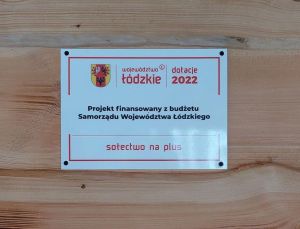 województwo
łódzkie
dotacje
2022
Projekt finansowany z budżetu
Samorządu Województwa Łódzkiego
sołectwo na plus